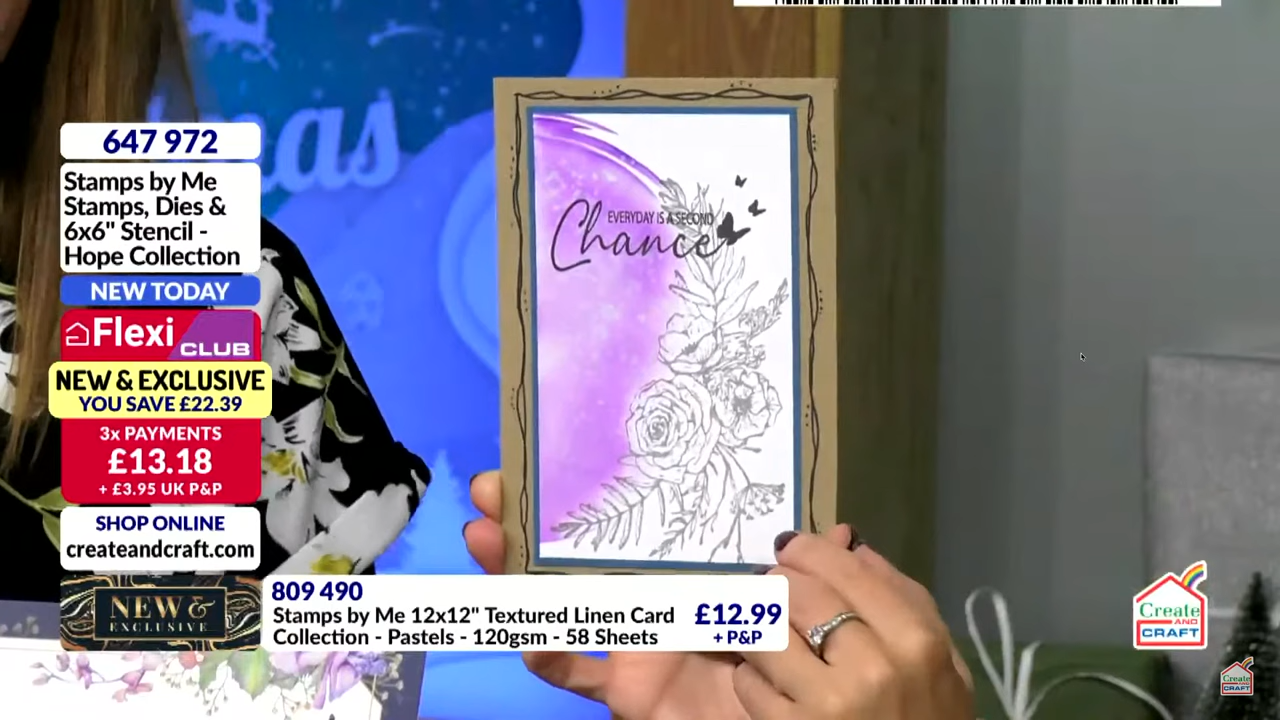 647 972
Stamps by Me
Stamps, Dies &
6x6" Stencil -
Hope Collection
NEW TODAY
Flexi
CLUB
NEW & EXCLUSIVE
YOU SAVE £22.39
3x PAYMENTS
£13.18
+ £3.95 UK P&P
SHOP ONLINE
createandcraft.com
NEW &
EXCLUSIVE
809 490
Stamps by Me 12x12" Textured Linen Card
Collection - Pastels - 120gsm - 58 Sheets
£12.99
+ P&P
EVERYDAY IS A SECOND
Chance
Create
AND
CRAFT
Create
AND
CRAFT